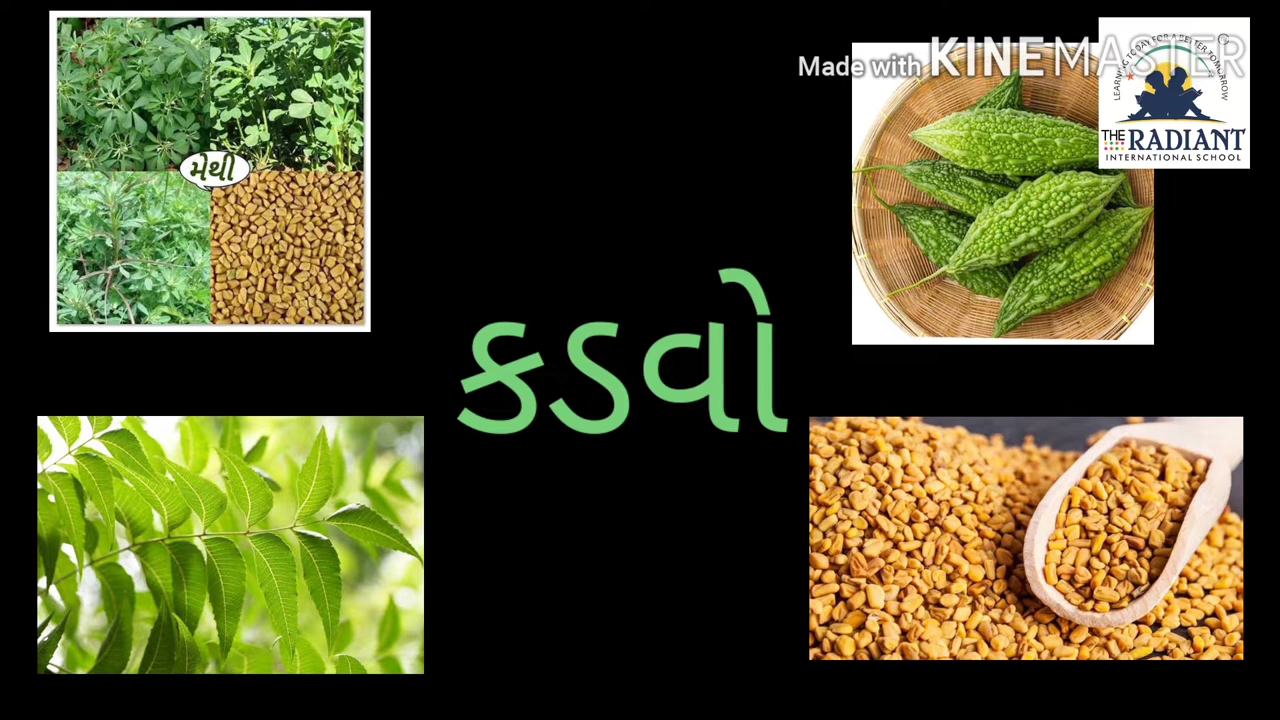 Made with KINEMASTER
LEARNING TODAY FOR A BETTER TOMORROW
THE RADIANT
INTERNATIONAL SCHOOL
મેથી
કડવો